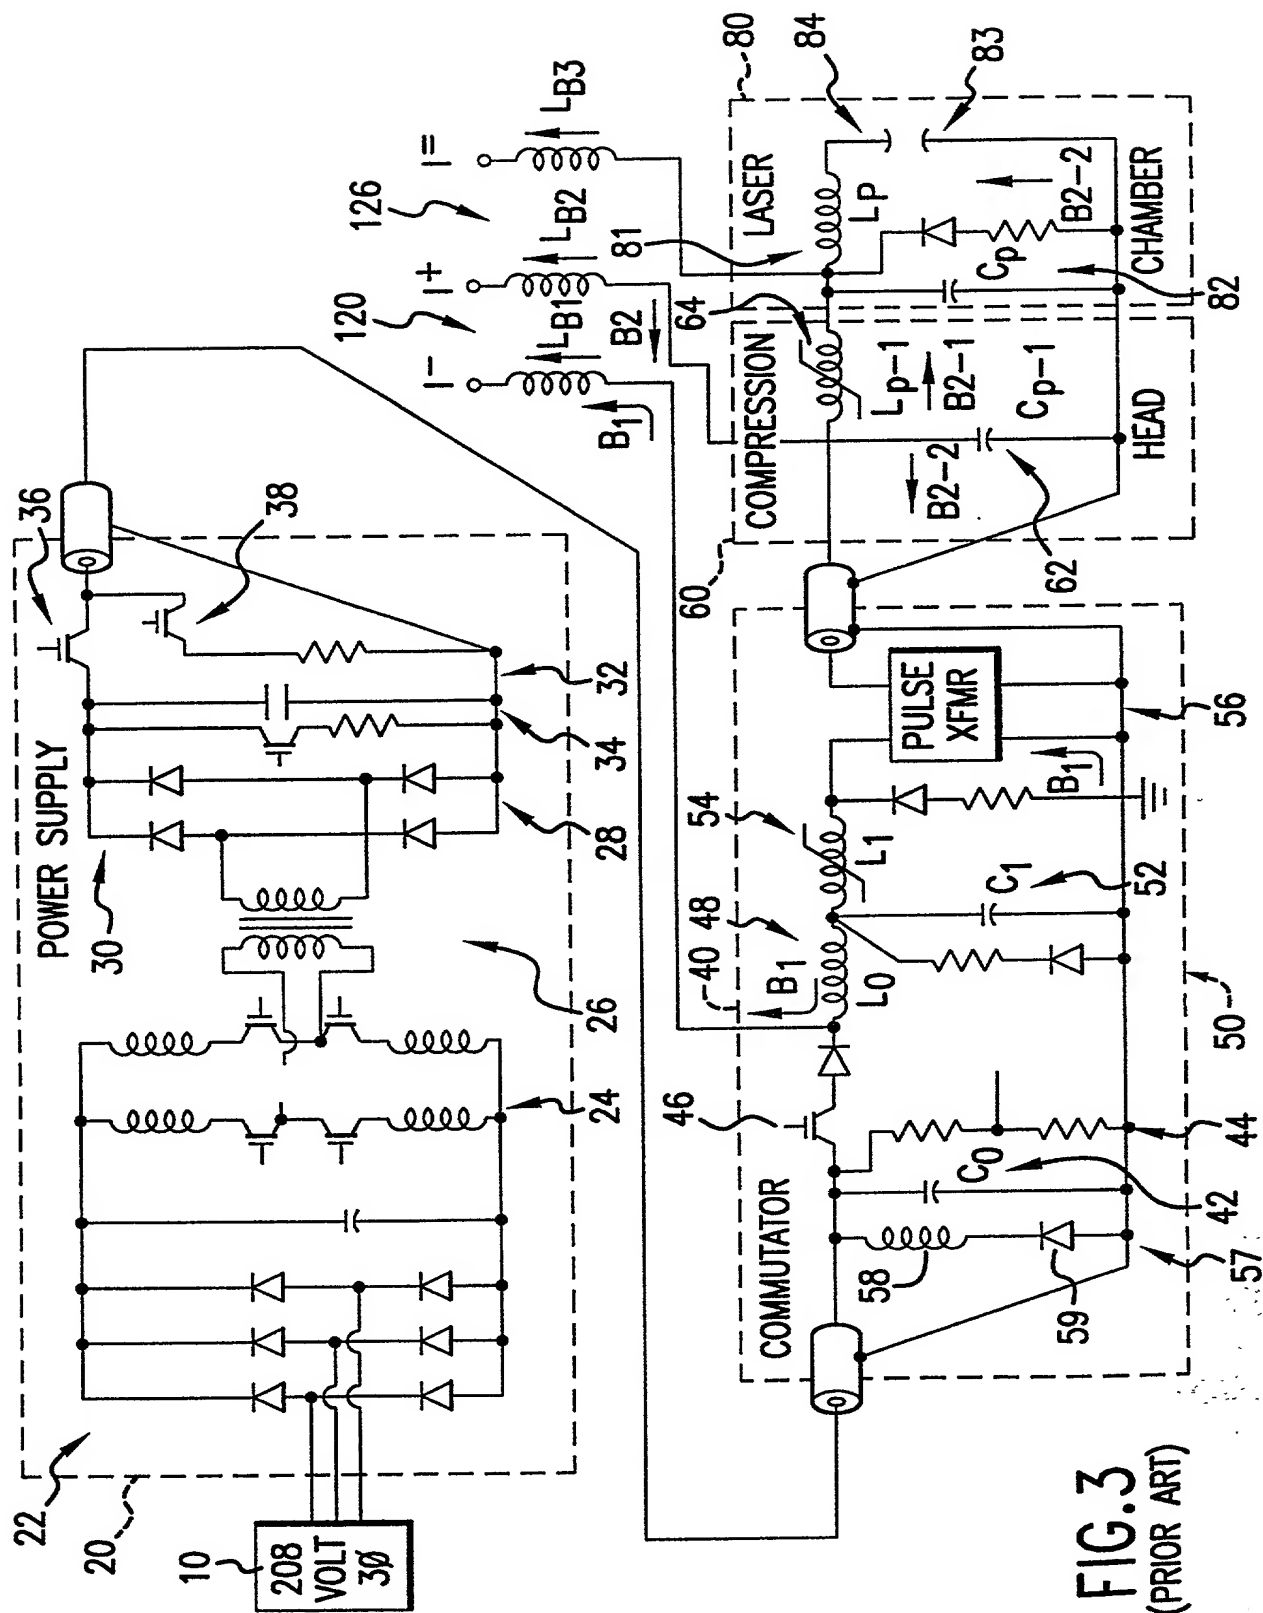 10
208
VOLT
3Ø
20
22
POWER SUPPLY
30
24
26
28
34
32
36
38
120
126
I-
I+
I=
LB1
LB2
LB3
B1
B2
COMMUTATOR
58
59
57
42
C0
44
46
40
B1
48
L0
L1
54
C1
52
50
B1
PULSE
XFMR
56
60
COMPRESSION
HEAD
62
B2-2
Cp-1
B2-1
Lp-1
64
81
LASER
CHAMBER
80
82
Cp
Lp
B2-2
84
83
FIG.3
(PRIOR ART)